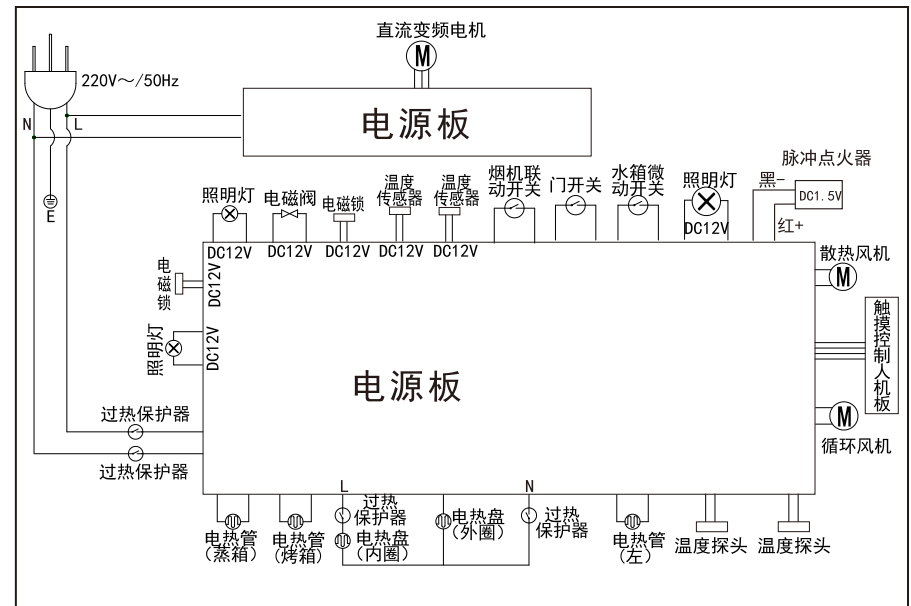 直流变频电机
M
220V～/50Hz
N
L
E
电源板
照明灯
电磁阀
电磁锁
温度
传感器
温度
传感器
烟机联
动开关
门开关
水箱微
动开关
照明灯
DC12V
脉冲点火器
黑-
DC1.5V
红+
DC12V
DC12V
DC12V
DC12V
DC12V
电磁锁
DC12V
照明灯
DC12V
散热风机
M
触摸控制人机板
电源板
M
循环风机
过热保护器
过热保护器
L
N
电热管
(蒸箱)
电热管
(烤箱)
过热
保护器
电热盘
(内圈)
电热盘
(外圈)
过热
保护器
电热管
(左)
温度探头
温度探头